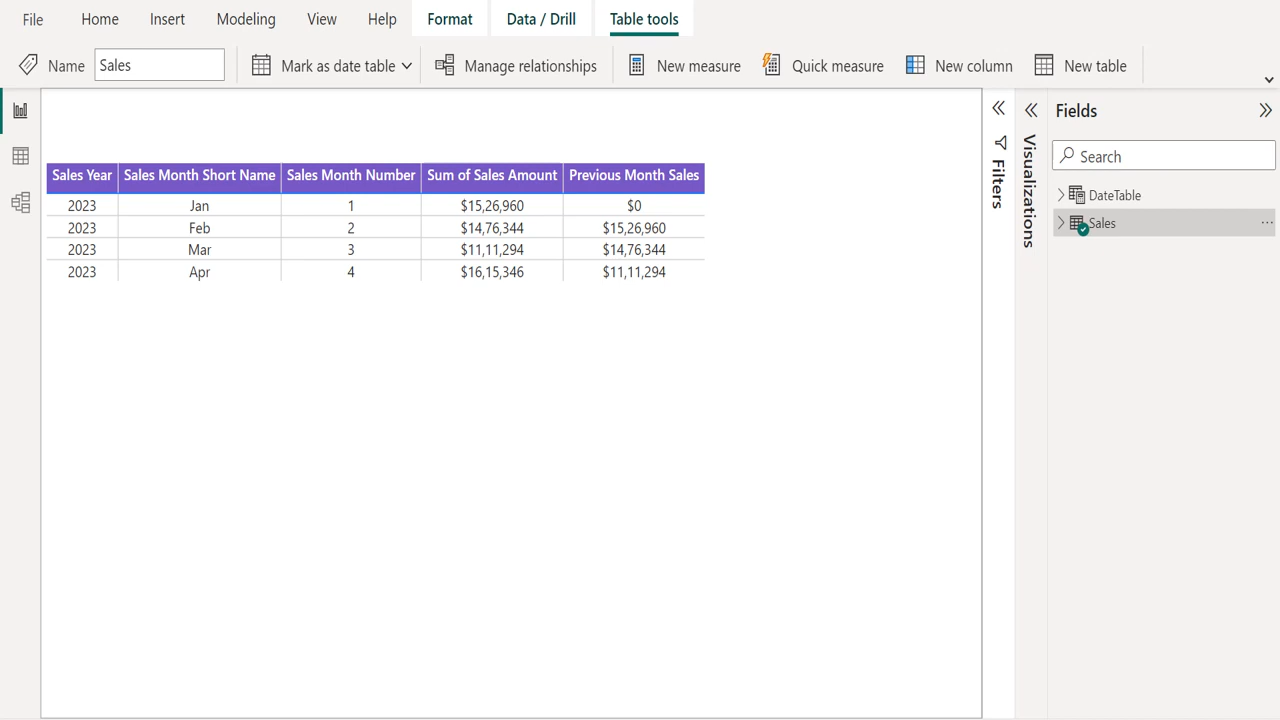 File Home Insert Modeling View Help Format Data / Drill Table tools
Name Sales Mark as date table Manage relationships New measure Quick measure New column New table
Sales Year Sales Month Short Name Sales Month Number Sum of Sales Amount Previous Month Sales
2023 Jan 1 $15,26,960 $0
2023 Feb 2 $14,76,344 $15,26,960
2023 Mar 3 $11,11,294 $14,76,344
2023 Apr 4 $16,15,346 $11,11,294
Filters
Visualizations
Fields
Search
DateTable
Sales